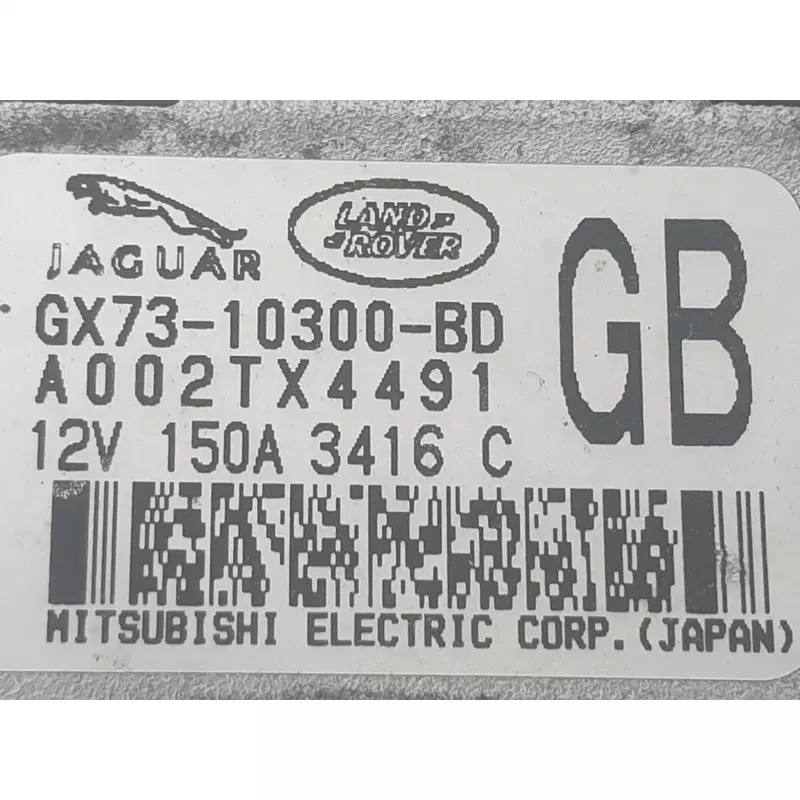 JAGUAR
LAND
ROVER
GX73-10300-BD
GB
A002TX4491
12V 150A 3416 C
MITSUBISHI ELECTRIC CORP.(JAPAN)